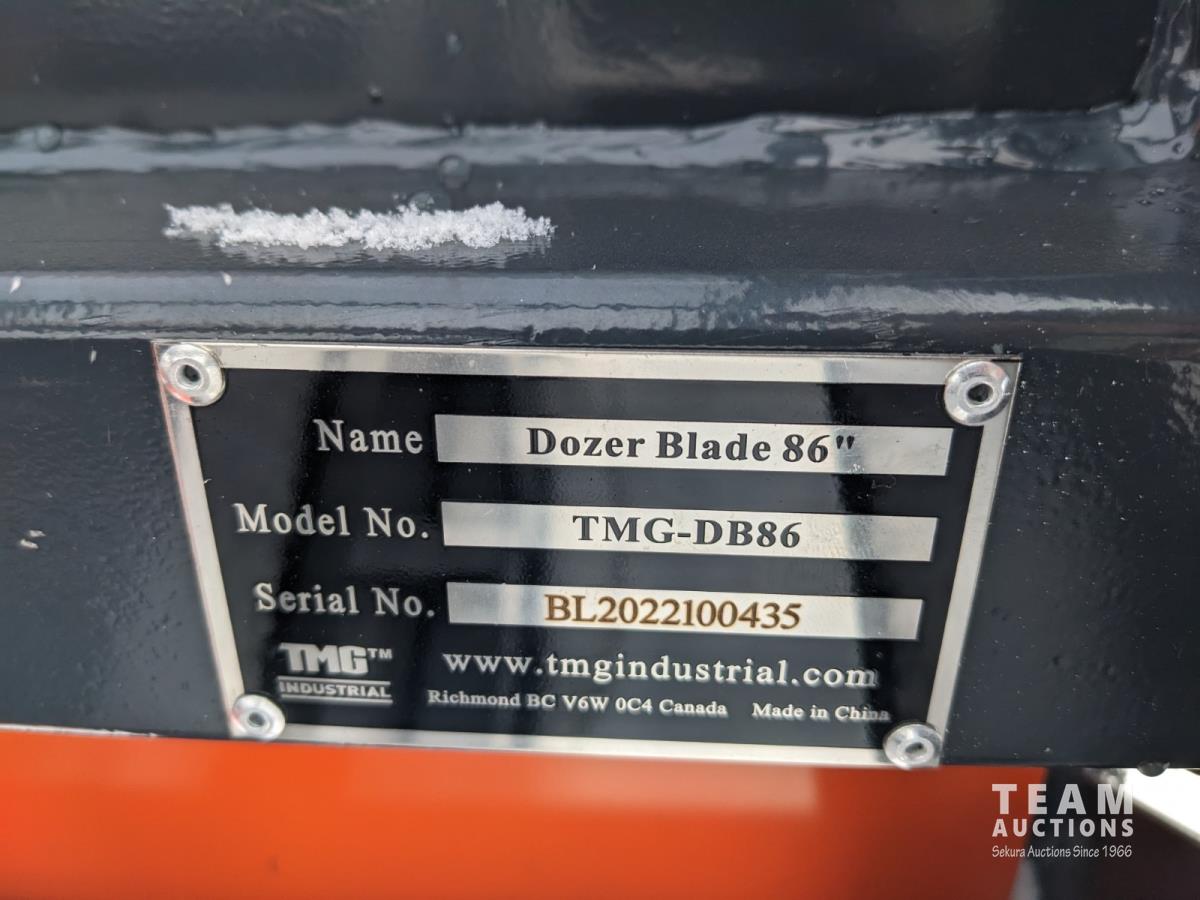 Name Dozer Blade 86"
Model No. TMG-DB86
Serial No. BL2022100435
TMG™
INDUSTRIAL
www.tmgindustrial.com
Richmond BC V6W 0C4 Canada Made in China
TEAM
AUCTIONS
Sekura Auctions Since 1966